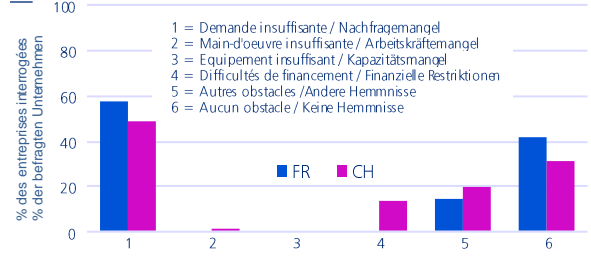 100
80
60
40
20
0
% des entreprises interrogées
% der befragten Unternehmen
1 = Demande insuffisante / Nachfragemangel
2 = Main-d'oeuvre insuffisante / Arbeitskräftemangel
3 = Equipement insuffisant / Kapazitätsmangel
4 = Difficultés de financement / Finanzielle Restriktionen
5 = Autres obstacles /Andere Hemmnisse
6 = Aucun obstacle / Keine Hemmnisse
FR CH
1 2 3 4 5 6